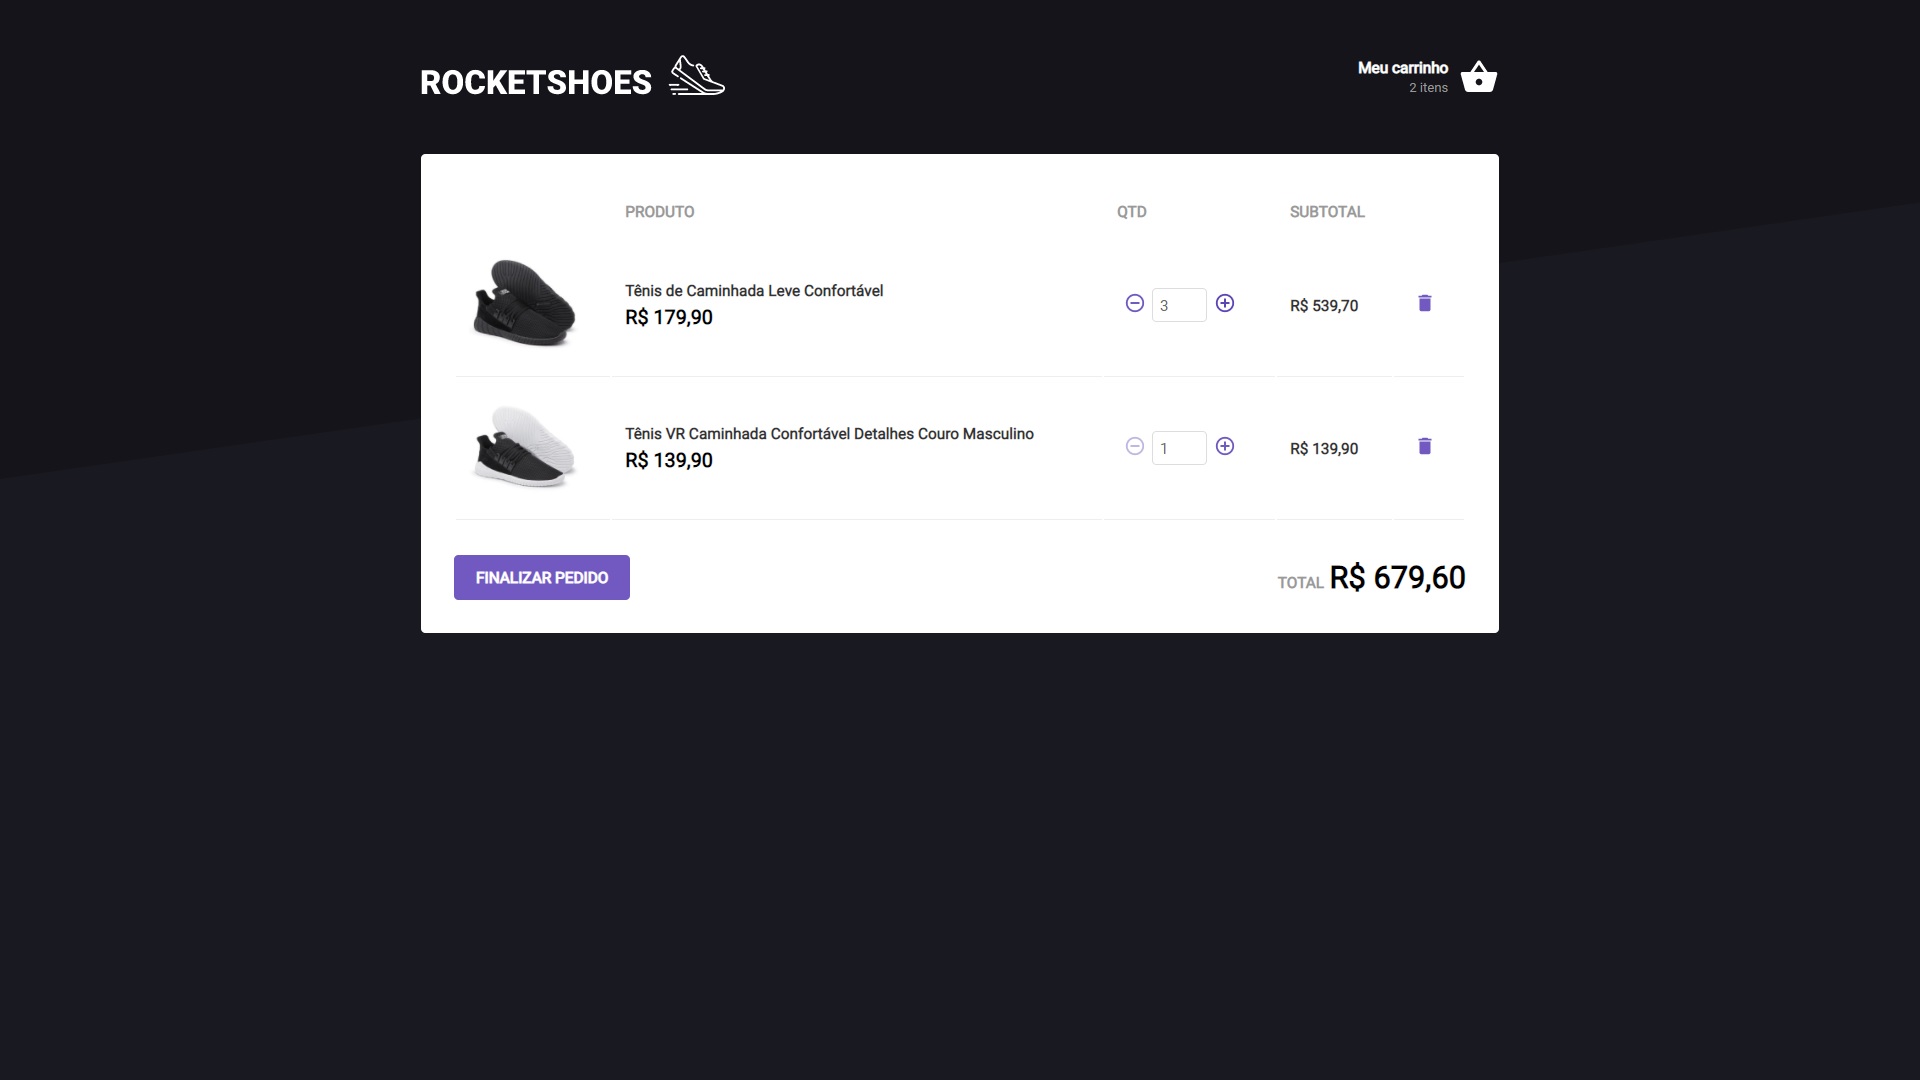 ROCKETSHOES
Meu carrinho
2 itens
PRODUTO QTD SUBTOTAL
Tênis de Caminhada Leve Confortável
R$ 179,90
3
R$ 539,70
Tênis VR Caminhada Confortável Detalhes Couro Masculino
R$ 139,90
1
R$ 139,90
FINALIZAR PEDIDO
TOTAL R$ 679,60